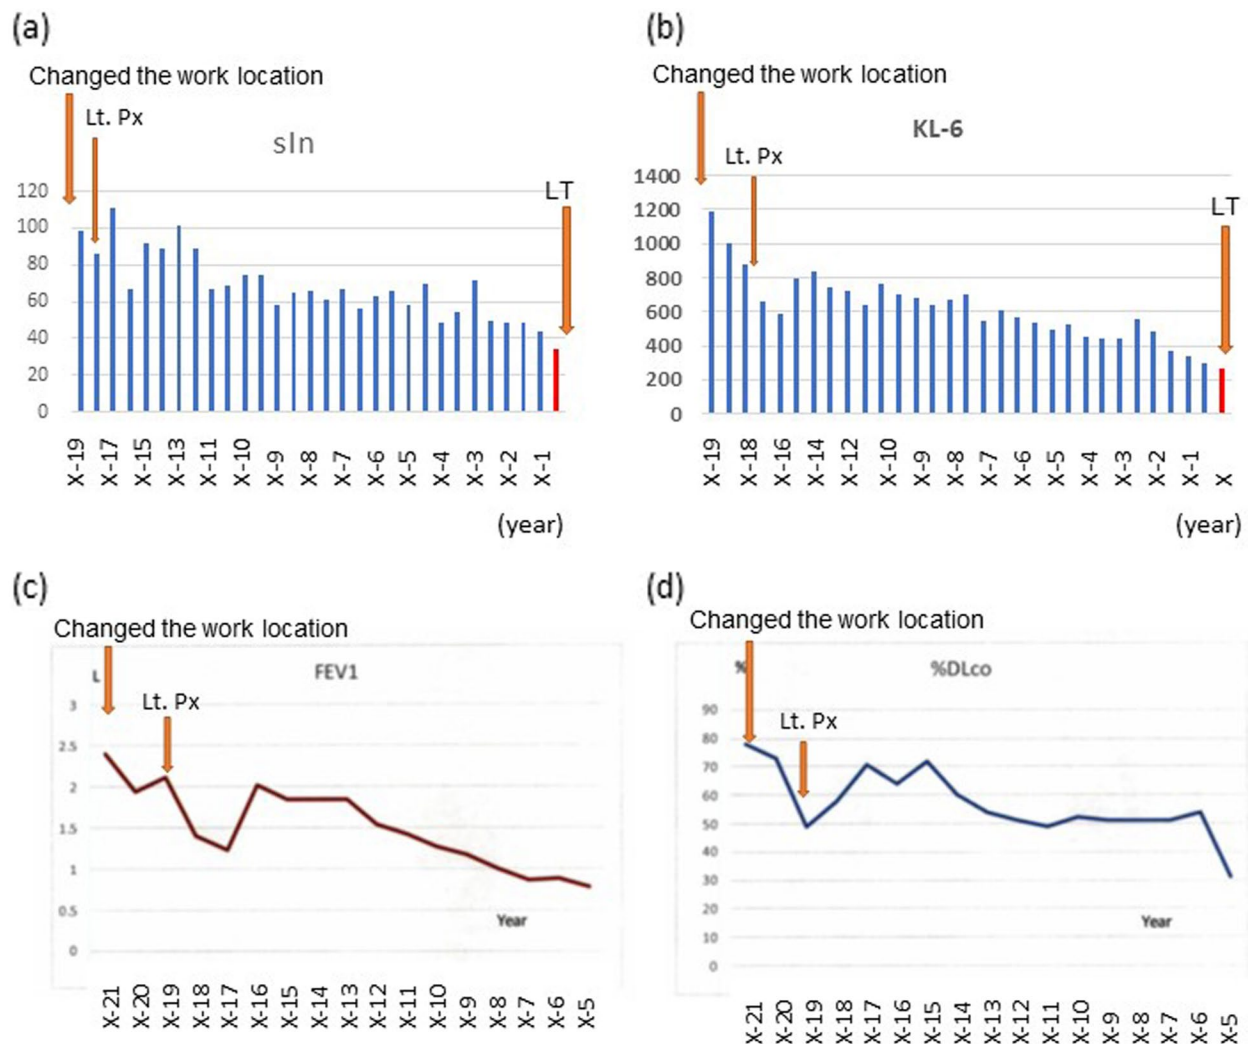 (a)
Changed the work location
Lt. Px
sIn
LT
120
100
80
60
40
20
0
X-19
X-17
X-15
X-13
X-11
X-10
X-9
X-8
X-7
X-6
X-5
X-4
X-3
X-2
X-1
(year)
(b)
Changed the work location
Lt. Px
KL-6
LT
1400
1200
1000
800
600
400
200
0
X-19
X-18
X-16
X-14
X-12
X-10
X-9
X-8
X-7
X-6
X-5
X-4
X-3
X-2
X-1
X
(year)
(c)
Changed the work location
L
FEV1
Lt. Px
3
2.5
2
1.5
1
0.5
0
Year
X-21
X-20
X-19
X-18
X-17
X-16
X-15
X-14
X-13
X-12
X-11
X-10
X-9
X-8
X-7
X-6
X-5
(d)
Changed the work location
%
%DLco
Lt. Px
90
80
70
60
50
40
30
20
10
0
Year
X-21
X-20
X-19
X-18
X-17
X-16
X-15
X-14
X-13
X-12
X-11
X-10
X-9
X-8
X-7
X-6
X-5